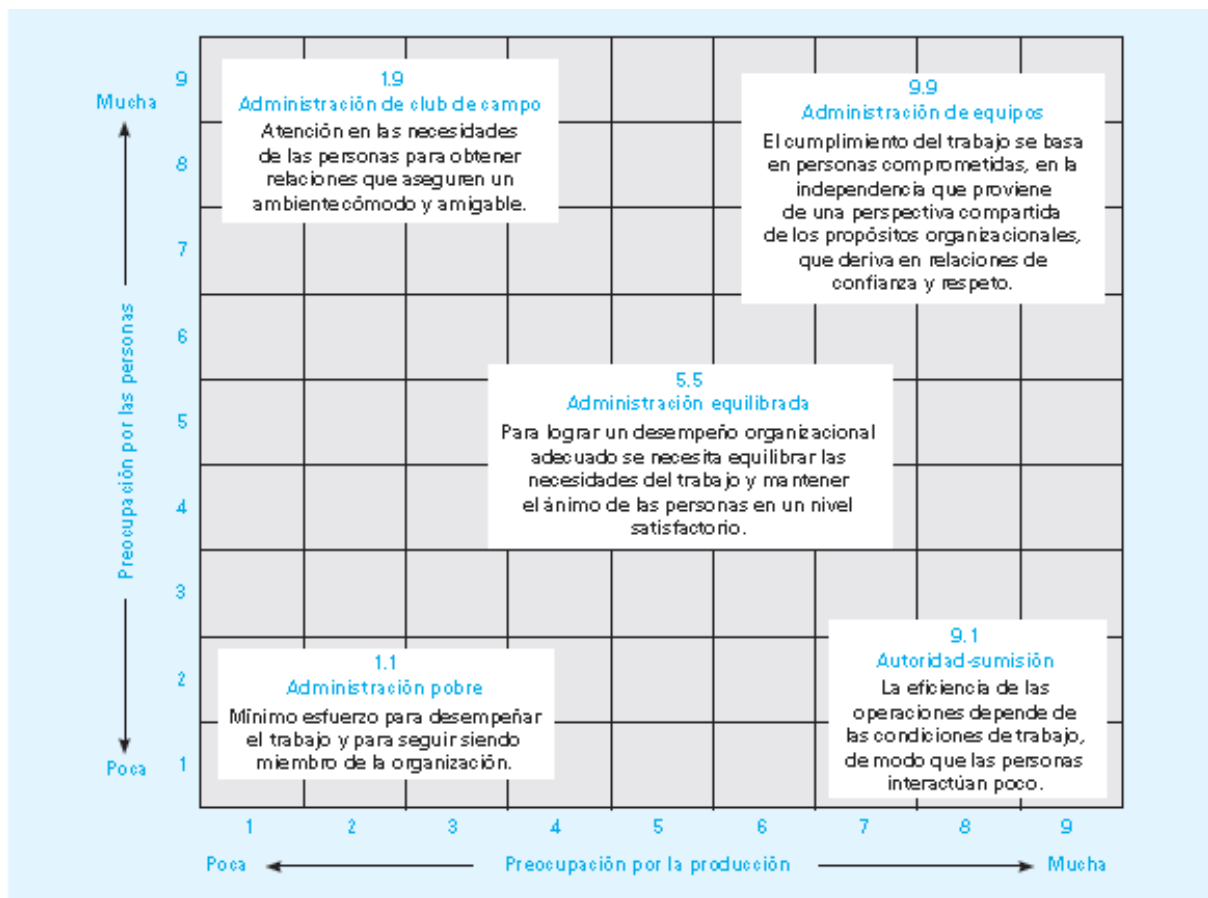 9
Mucha
8
7
6
5
4
3
2
1
Poca
Preocupación por las personas
1.9
Administración de club de campo
Atención en las necesidades
de las personas para obtener
relaciones que aseguren un
ambiente cómodo y amigable.
9.9
Administración de equipos
El cumplimiento del trabajo se basa
en personas comprometidas, en la
independencia que proviene
de una perspectiva compartida
de los propósitos organizacionales,
que deriva en relaciones de
confianza y respeto.
5.5
Administración equilibrada
Para lograr un desempeño organizacional
adecuado se necesita equilibrar las
necesidades del trabajo y mantener
el ánimo de las personas en un nivel
satisfactorio.
1.1
Administración pobre
Mínimo esfuerzo para desempeñar
el trabajo y para seguir siendo
miembro de la organización.
9.1
Autoridad-sumisión
La eficiencia de las
operaciones depende de
las condiciones de trabajo,
de modo que las personas
interactúan poco.
1 2 3 4 5 6 7 8 9
Poca Preocupación por la producción Mucha